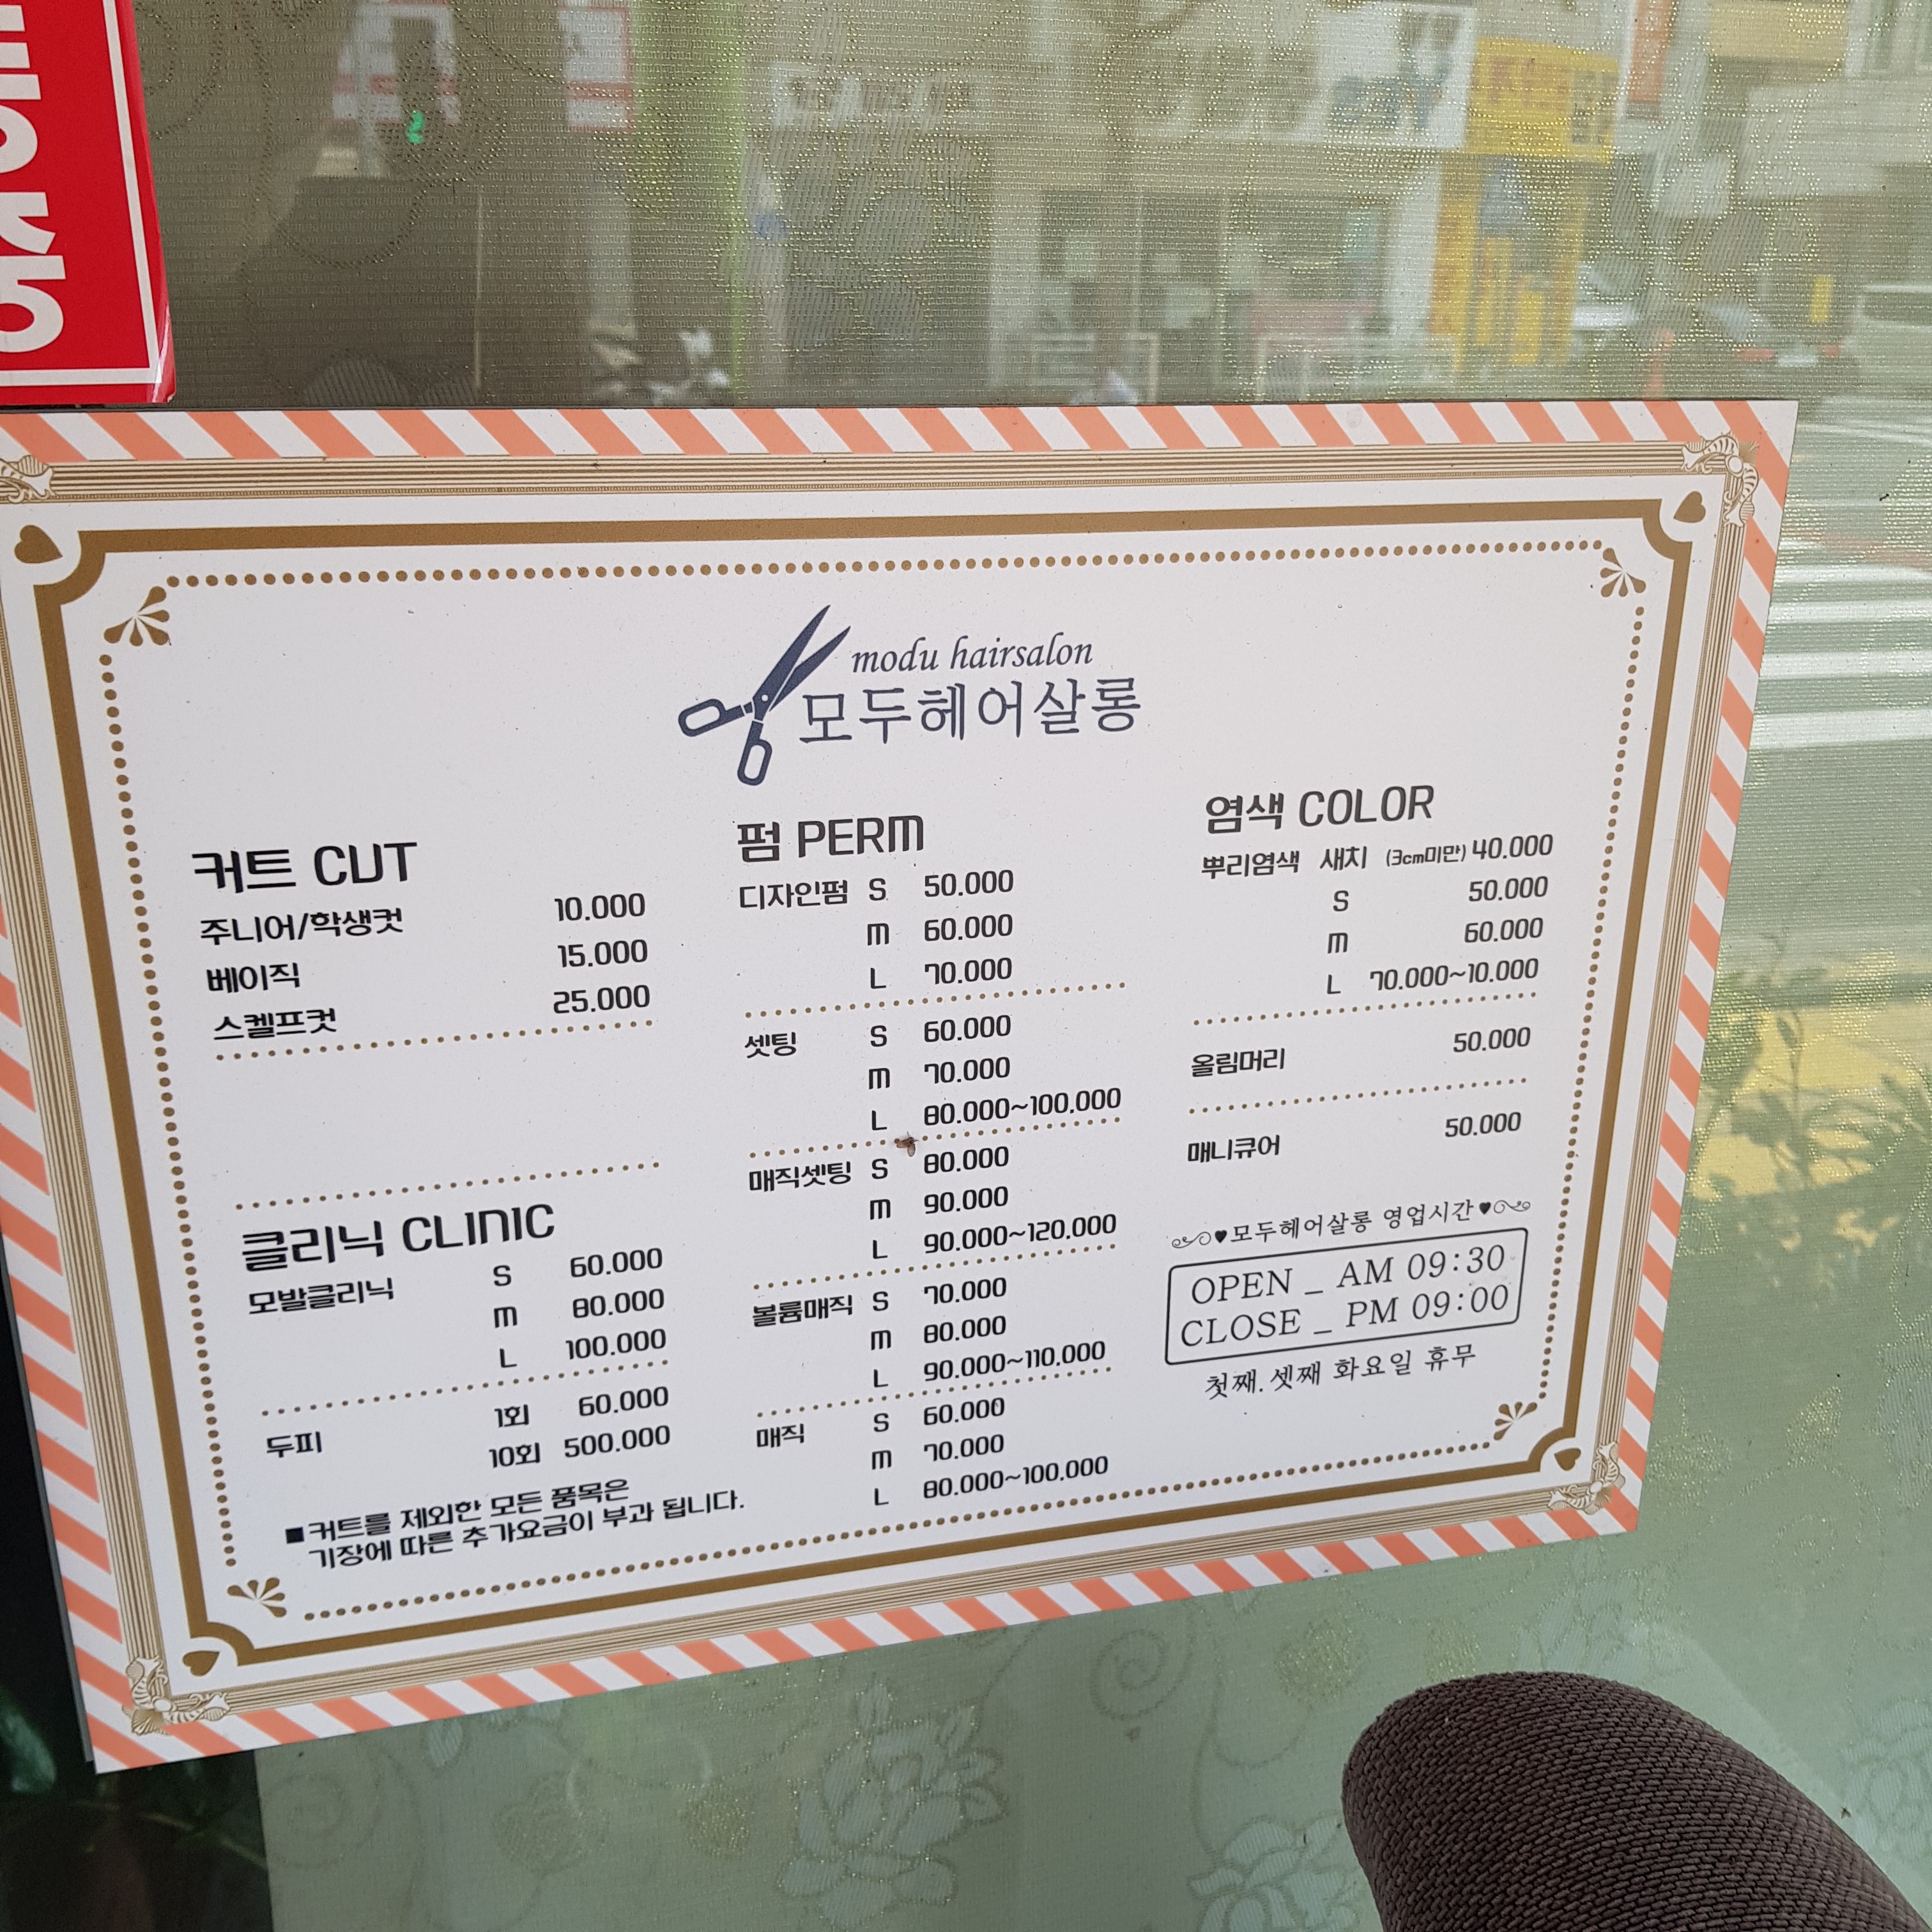 modu hairsalon
모두헤어살롱
커트 CUT
주니어/학생컷 10.000
베이직 15.000
스켈프컷 25.000
클리닉 CLINIC
모발클리닉 S 60.000
m 80.000
L 100.000
두피 1회 60.000
10회 500.000
■커트를 제외한 모든 품목은
기장에 따른 추가요금이 부과 됩니다.
펌 PERM
디자인펌 S 50.000
m 60.000
L 70.000
셋팅 S 60.000
m 70.000
L 80.000~100.000
매직셋팅 S 80.000
m 90.000
L 90.000~120.000
볼륨매직 S 70.000
m 80.000
L 90.000~110.000
매직 S 60.000
m 70.000
L 80.000~100.000
염색 COLOR
뿌리염색 새치 (3cm미만) 40.000
S 50.000
m 60.000
L 70.000~10.000
올림머리 50.000
매니큐어 50.000
♥모두헤어살롱 영업시간♥
OPEN _ AM 09:30
CLOSE _ PM 09:00
첫째.셋째 화요일 휴무